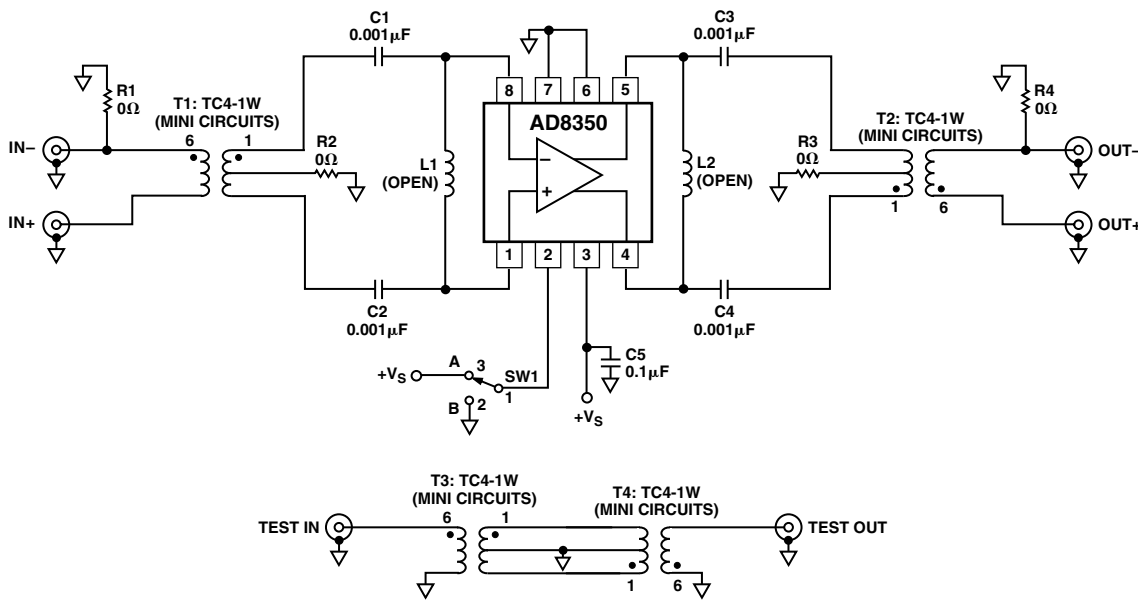 C1
0.001μF
C3
0.001μF
R1
0Ω
T1: TC4-1W
(MINI CIRCUITS)
6
1
IN–
IN+
R2
0Ω
L1
(OPEN)
8
7
6
5
AD8350
–
+
1
2
3
4
L2
(OPEN)
R3
0Ω
T2: TC4-1W
(MINI CIRCUITS)
1
6
R4
0Ω
OUT–
OUT+
C2
0.001μF
C4
0.001μF
C5
0.1μF
+VS
A
3
SW1
1
B
2
+VS
T3: TC4-1W
(MINI CIRCUITS)
T4: TC4-1W
(MINI CIRCUITS)
TEST IN
6
1
1
6
TEST OUT